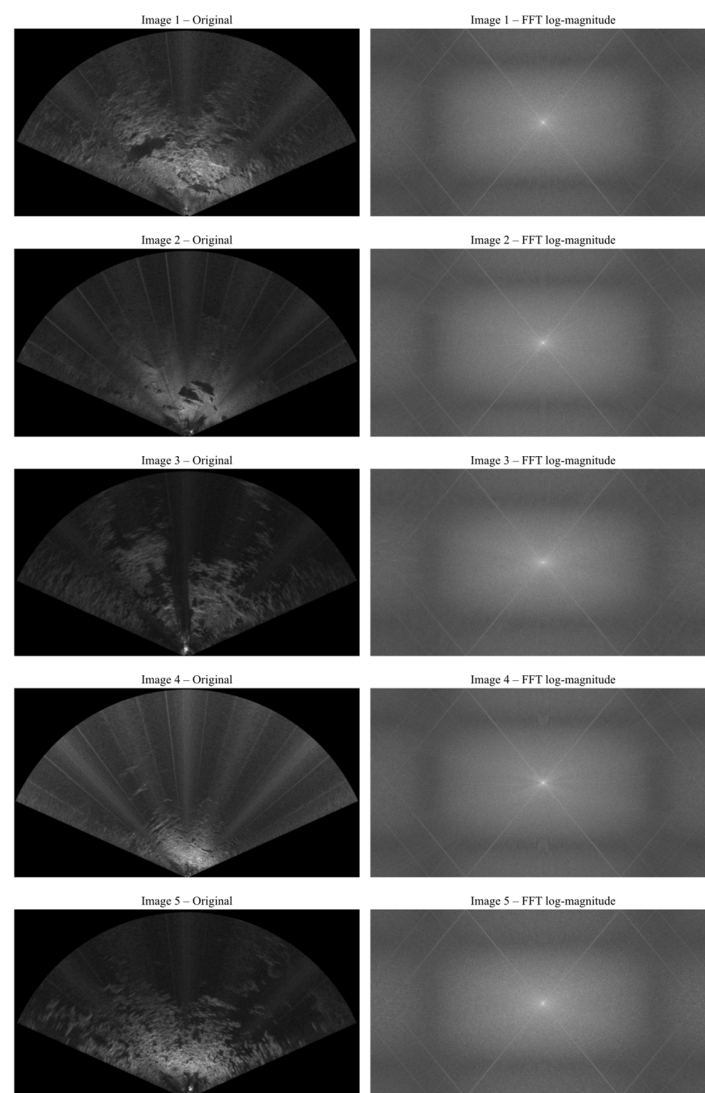 Image 1 – Original
Image 1 – FFT log-magnitude
Image 2 – Original
Image 2 – FFT log-magnitude
Image 3 – Original
Image 3 – FFT log-magnitude
Image 4 – Original
Image 4 – FFT log-magnitude
Image 5 – Original
Image 5 – FFT log-magnitude